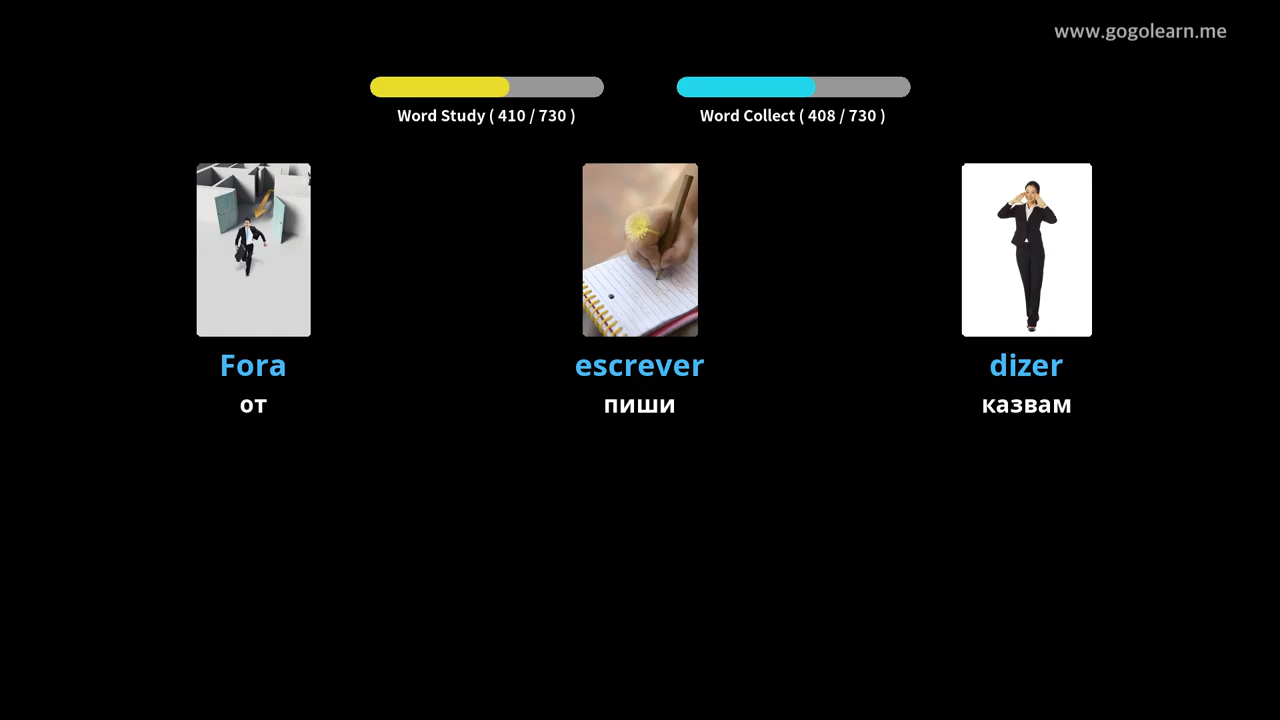 www.gogolearn.me
Word Study ( 410 / 730 )
Word Collect ( 408 / 730 )
Fora
escrever
dizer
от
пиши
казвам